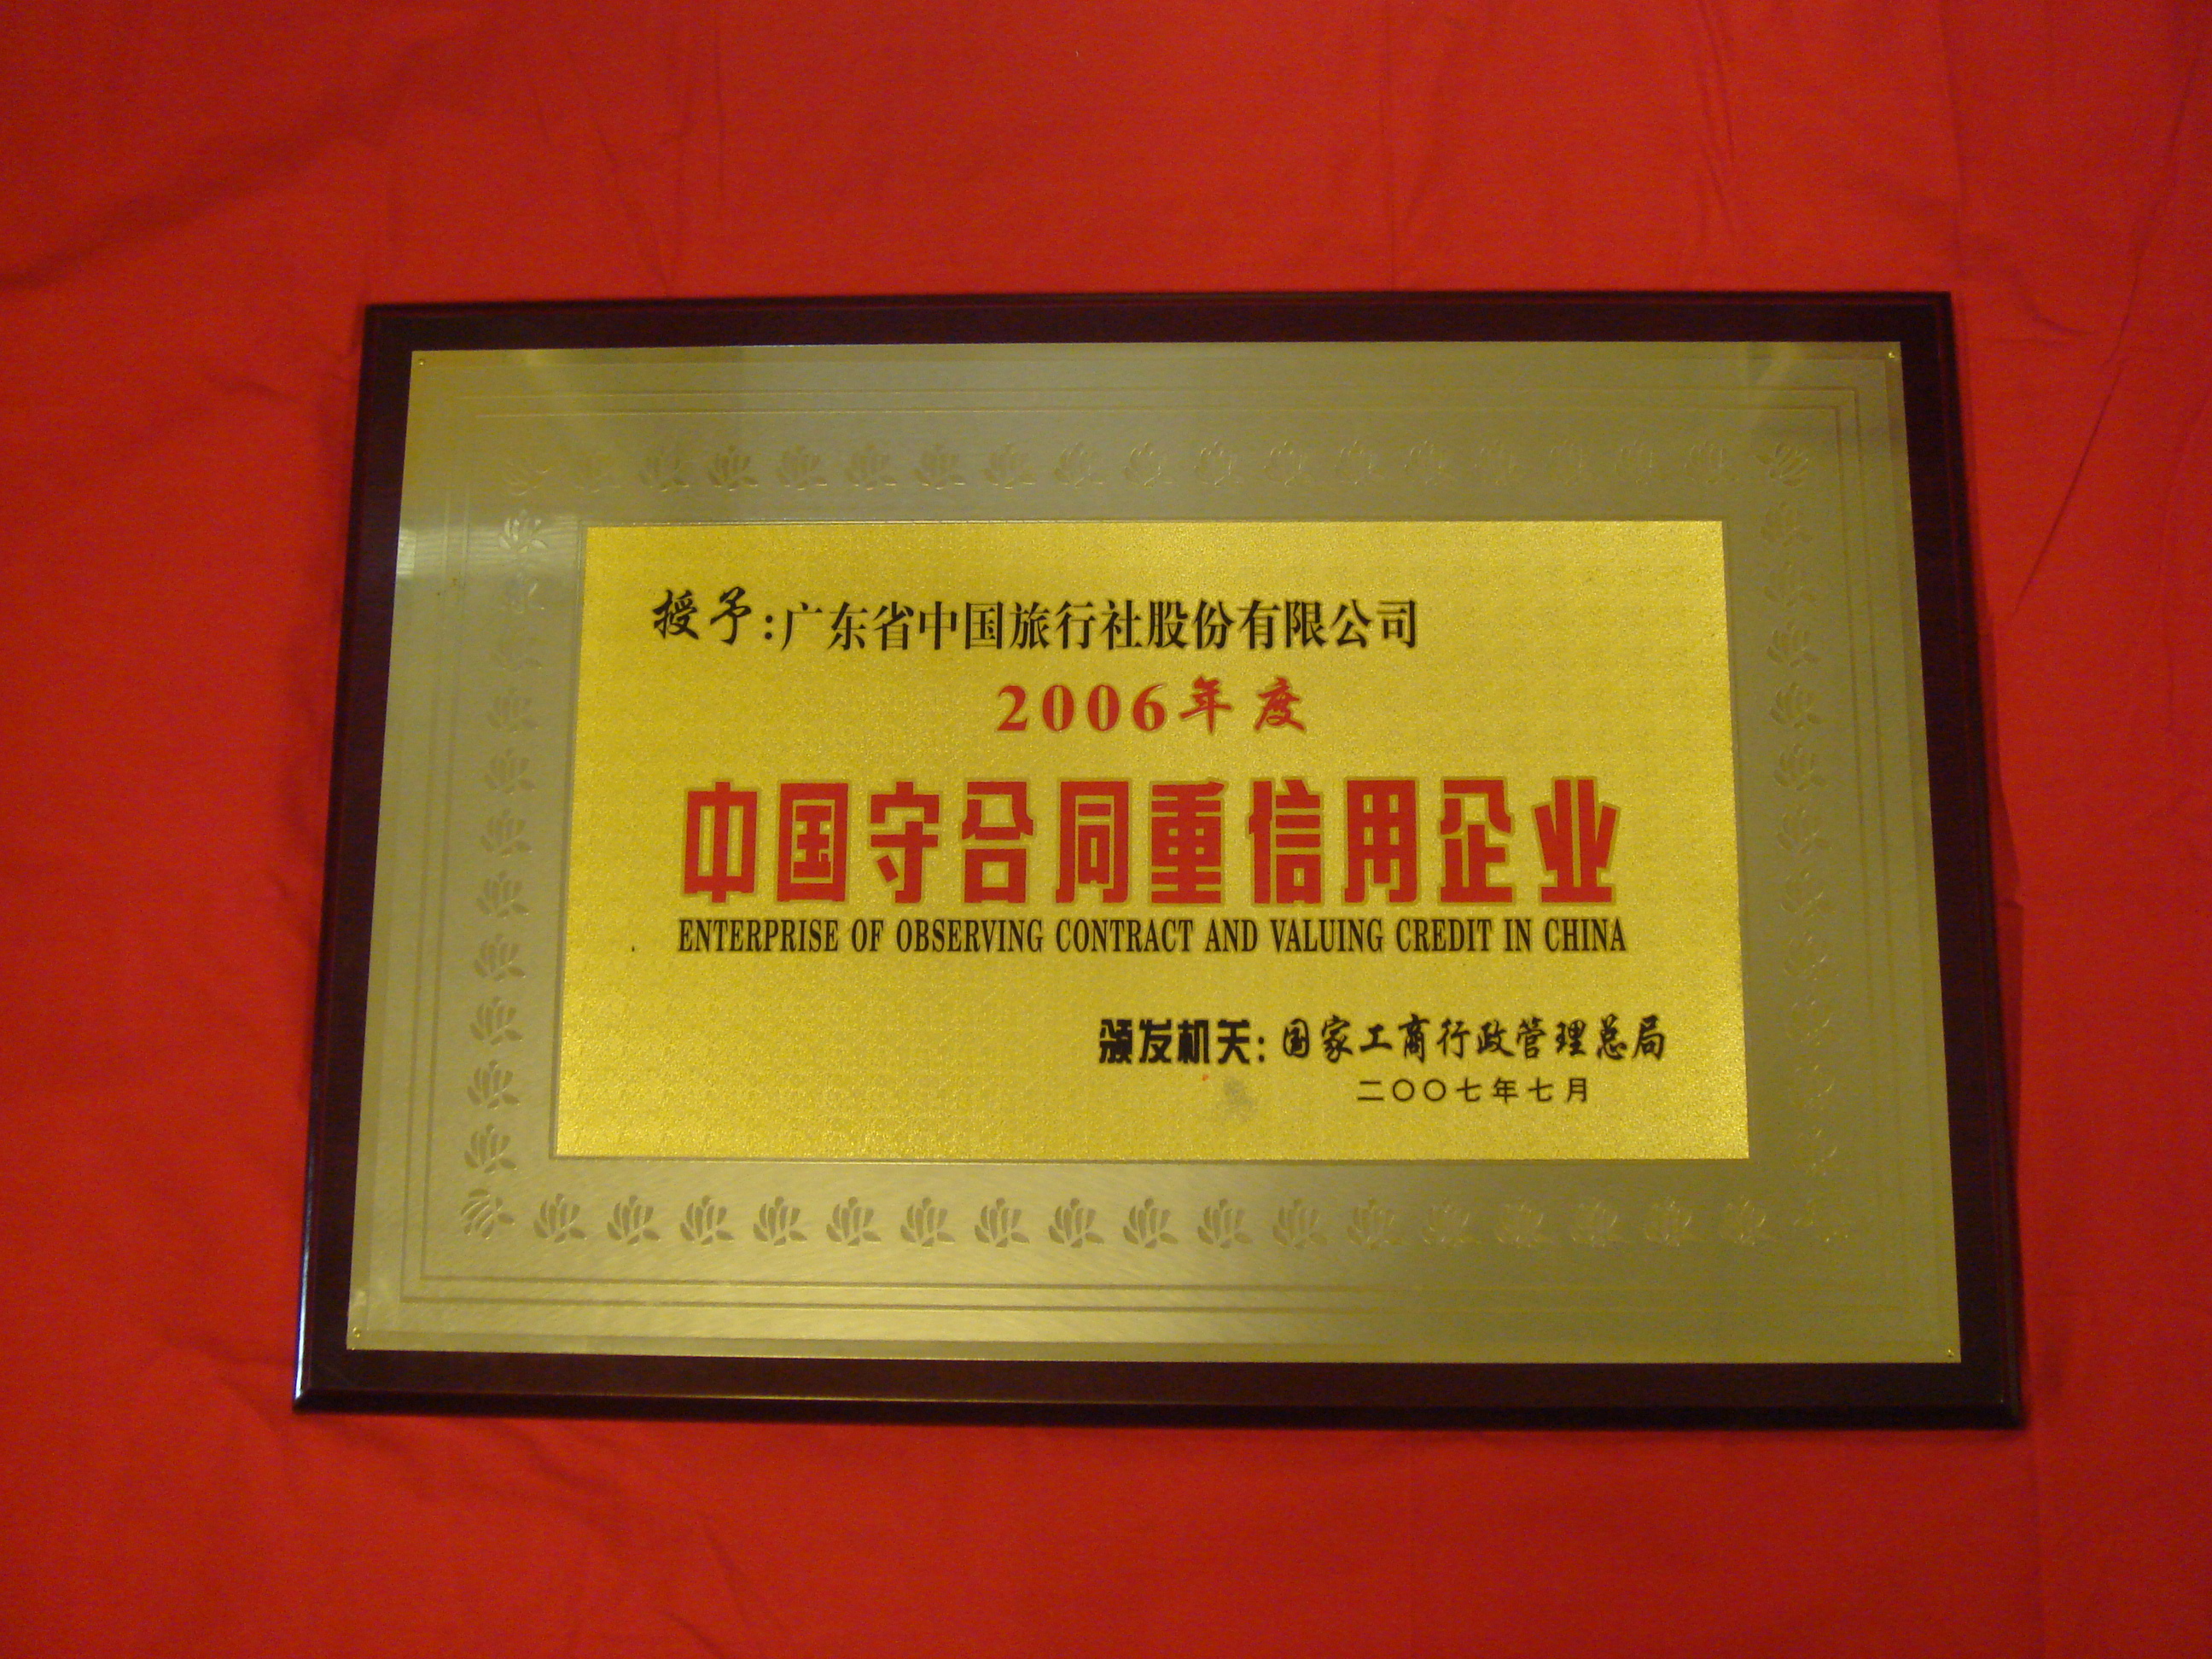 授予:广东省中国旅行社股份有限公司
2006年度
中国守合同重信用企业
ENTERPRISE OF OBSERVING CONTRACT AND VALUING CREDIT IN CHINA
颁发机关:国家工商行政管理总局
二〇〇七年七月